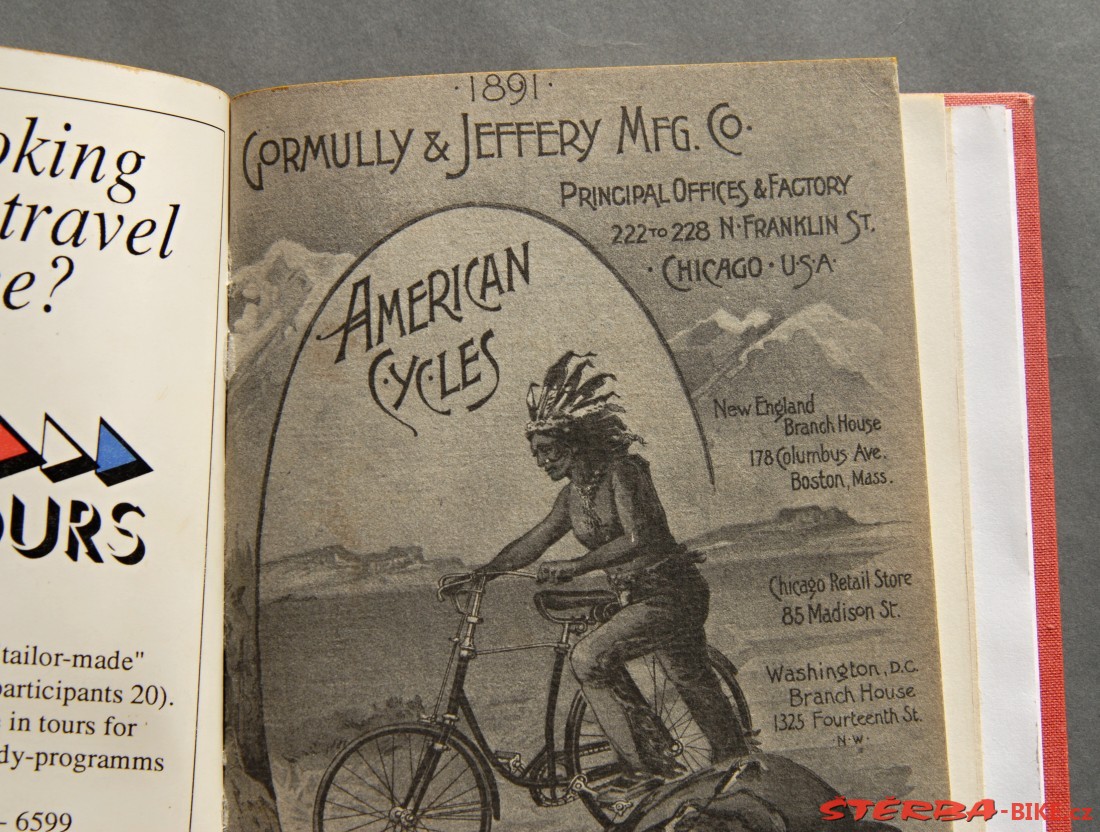 oking
travel
e?
OURS
tailor-made"
participants 20).
e in tours for
dy-programms
– 6599
·1891·
GORMULLY & JEFFERY MFG. CO.
PRINCIPAL OFFICES & FACTORY
222 TO 228 N·FRANKLIN ST.
·CHICAGO·U·S·A·
AMERICAN
CYCLES
New England
Branch House
178 Columbus Ave.
Boston, Mass.
Chicago Retail Store
85 Madison St.
Washington, D.C.
Branch House
1325 Fourteenth St.
N·W·
ŠTĚRBA-BIKE.cz